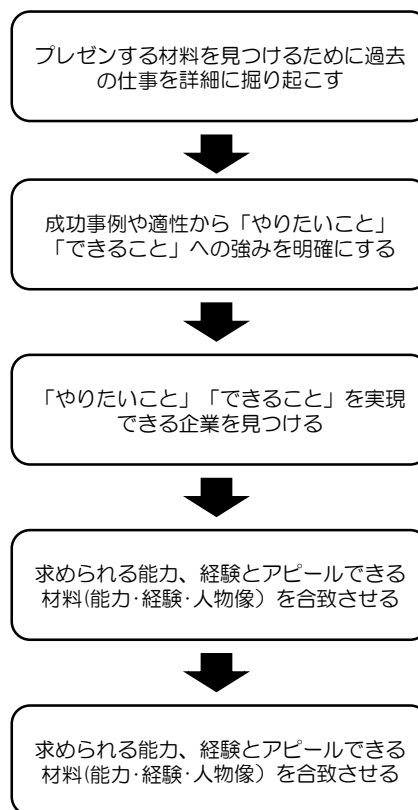 プレゼンする材料を見つけるために過去
の仕事を詳細に掘り起こす
成功事例や適性から「やりたいこと」
「できること」への強みを明確にする
「やりたいこと」「できること」を実現
できる企業を見つける
求められる能力、経験とアピールできる
材料(能力･経験･人物像）を合致させる
求められる能力、経験とアピールできる
材料(能力･経験･人物像）を合致させる